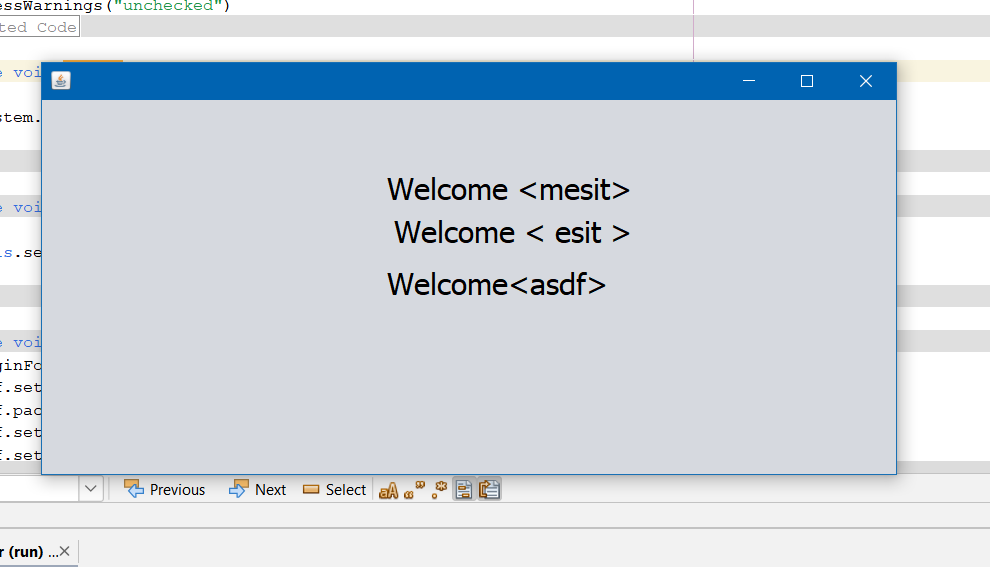 essWarnings("unchecked")
ted Code
e voi
stem.
Welcome <mesit>
e voi
Welcome < esit >
s.se
Welcome<asdf>
e voi
ginFo
f.set
f.pac
f.set
f.set
Previous Next Select
r (run) ...